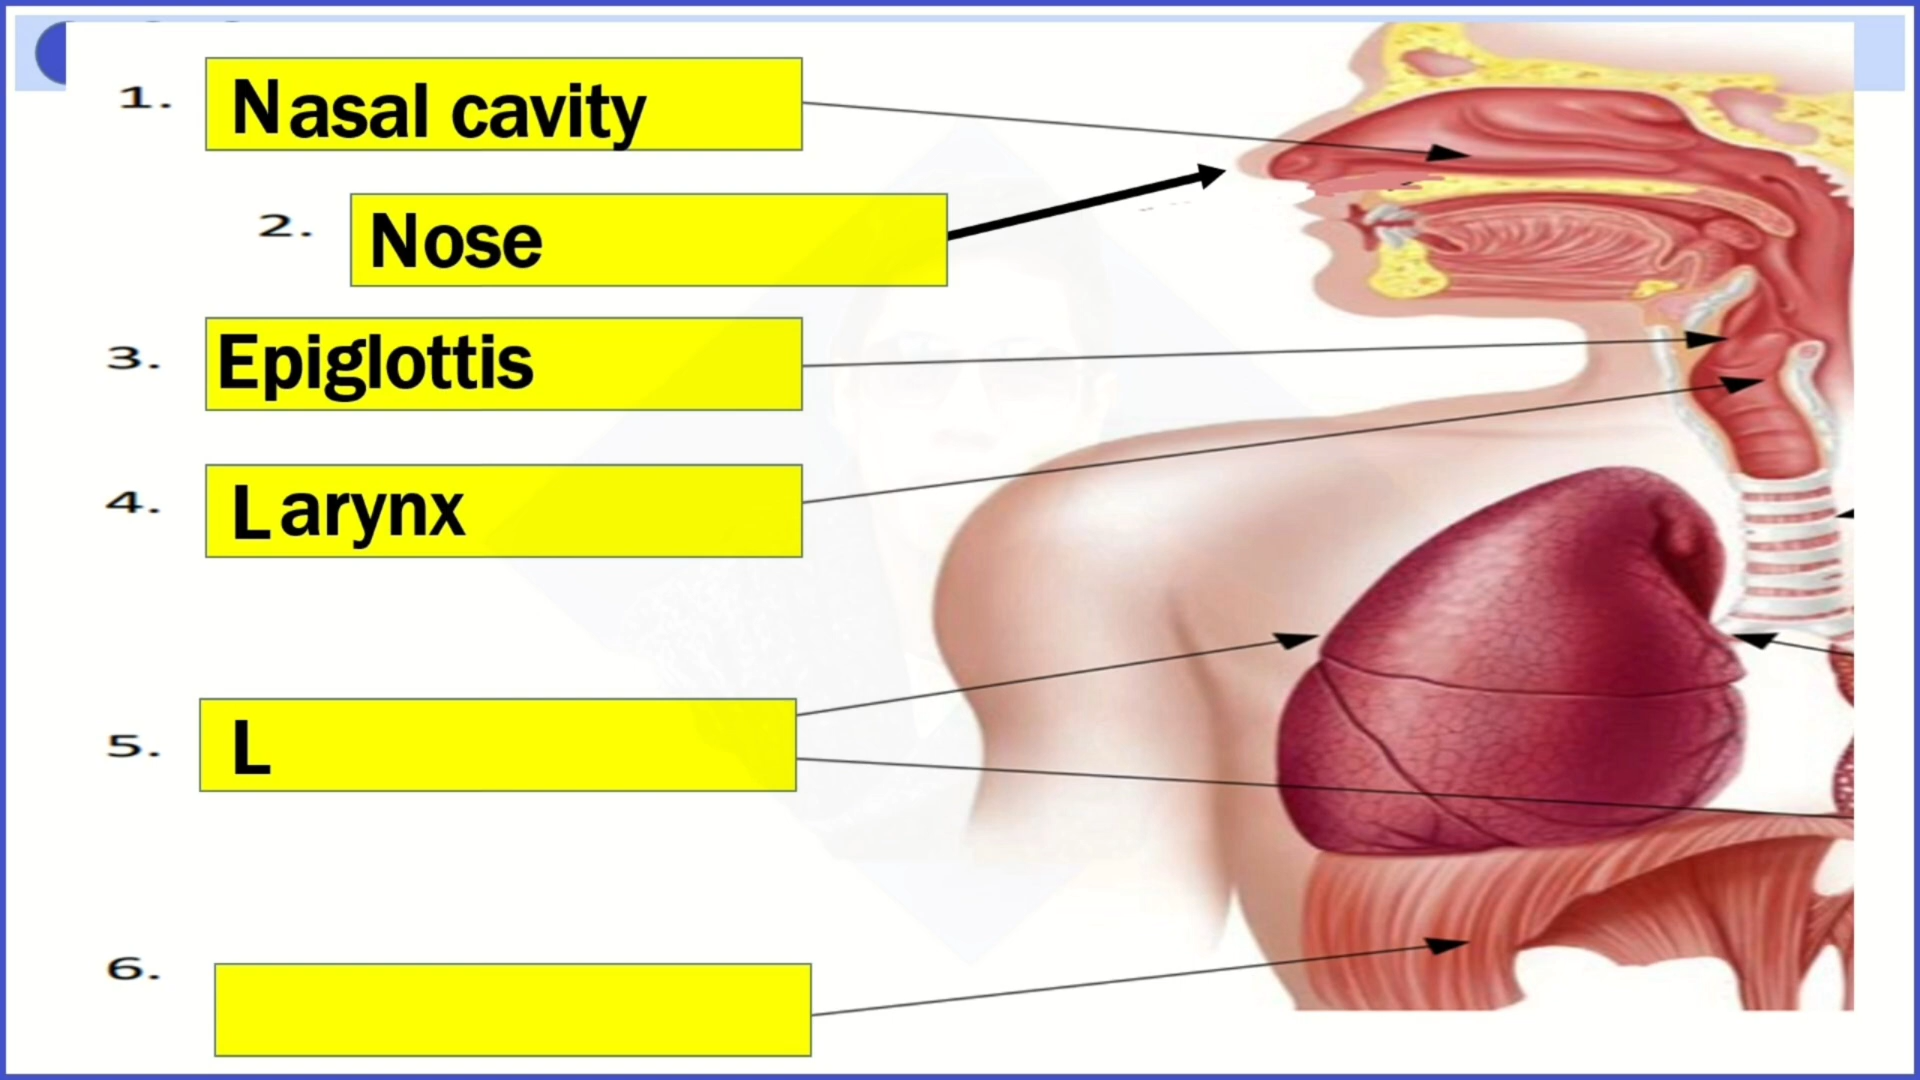 1. Nasal cavity
2. Nose
3. Epiglottis
4. Larynx
5. L
6.